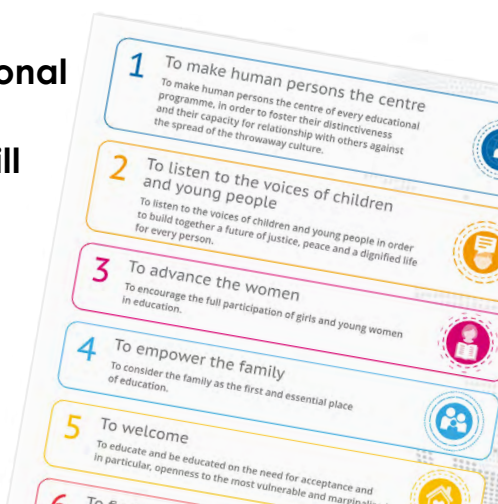 onal
ill
1 To make human persons the centre
To make human persons the centre of every educational
programme, in order to foster their distinctiveness
and their capacity for relationship with others against
the spread of the throwaway culture.
2 To listen to the voices of children
and young people
To listen to the voices of children and young people in order
to build together a future of justice, peace and a dignified life
for every person.
3 To advance the women
To encourage the full participation of girls and young women
in education.
4 To empower the family
To consider the family as the first and essential place
of education.
5 To welcome
To educate and be educated on the need for acceptance and
in particular, openness to the most vulnerable and
6 To